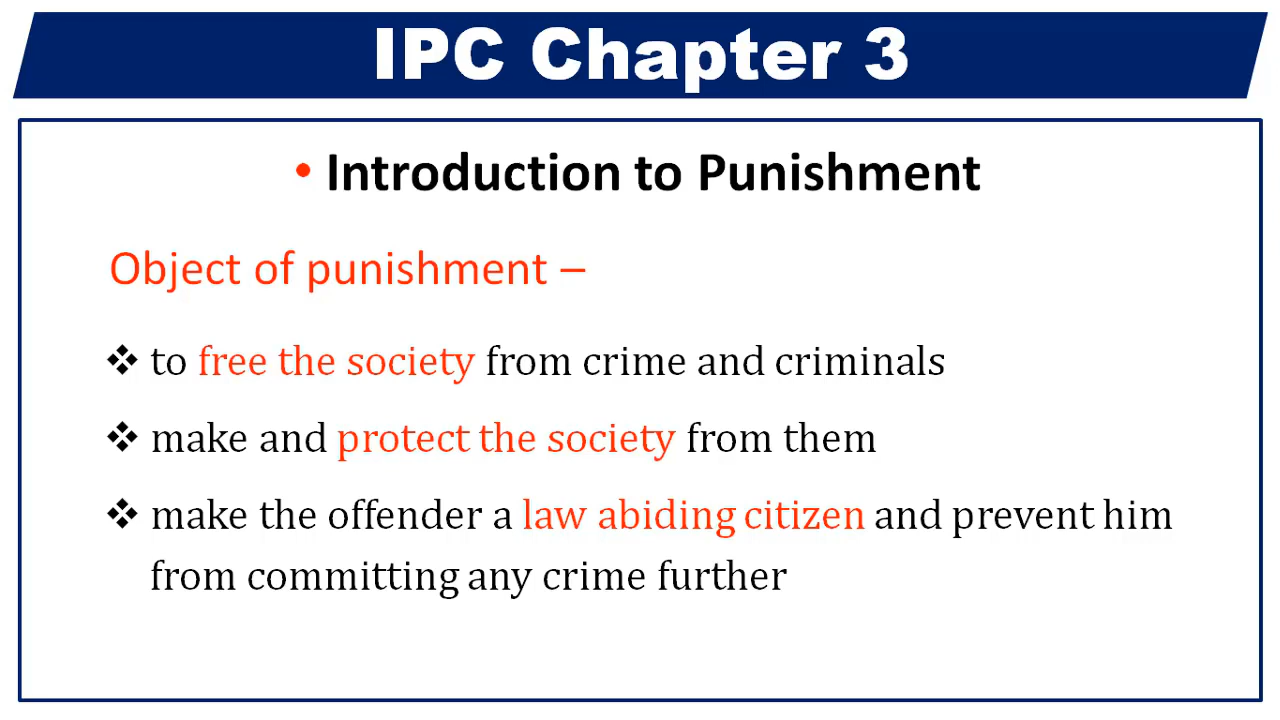 IPC Chapter 3
• Introduction to Punishment
Object of punishment –
❖ to free the society from crime and criminals
❖ make and protect the society from them
❖ make the offender a law abiding citizen and prevent him
from committing any crime further